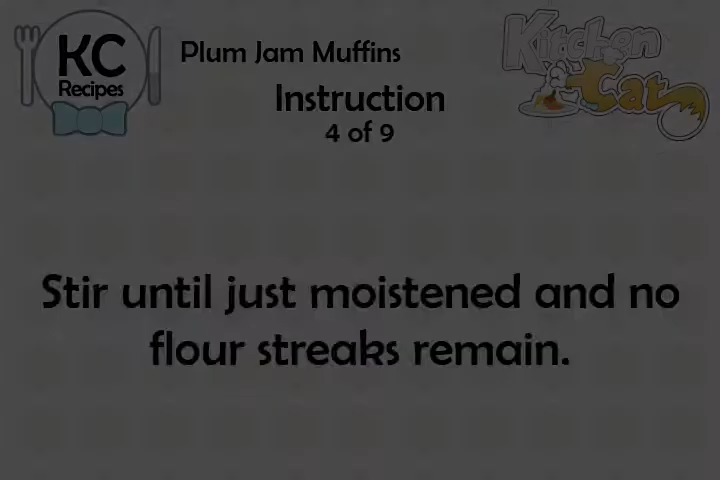 KC
Recipes
Plum Jam Muffins
Kitchen
Cat
Instruction
4 of 9
Stir until just moistened and no
flour streaks remain.